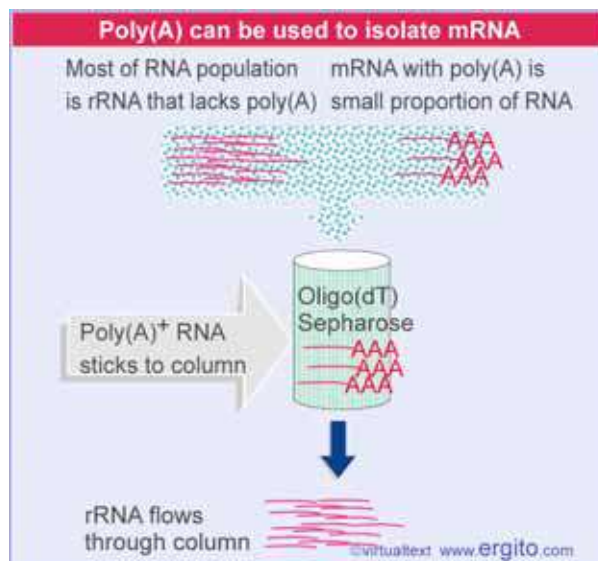 Poly(A) can be used to isolate mRNA
Most of RNA population
is rRNA that lacks poly(A)
mRNA with poly(A) is
small proportion of RNA
AAA
AAA
AAA
Oligo(dT)
Sepharose
AAA
AAA
AAA
Poly(A)+ RNA
sticks to column
rRNA flows
through column
©virtualtext www.ergito.com